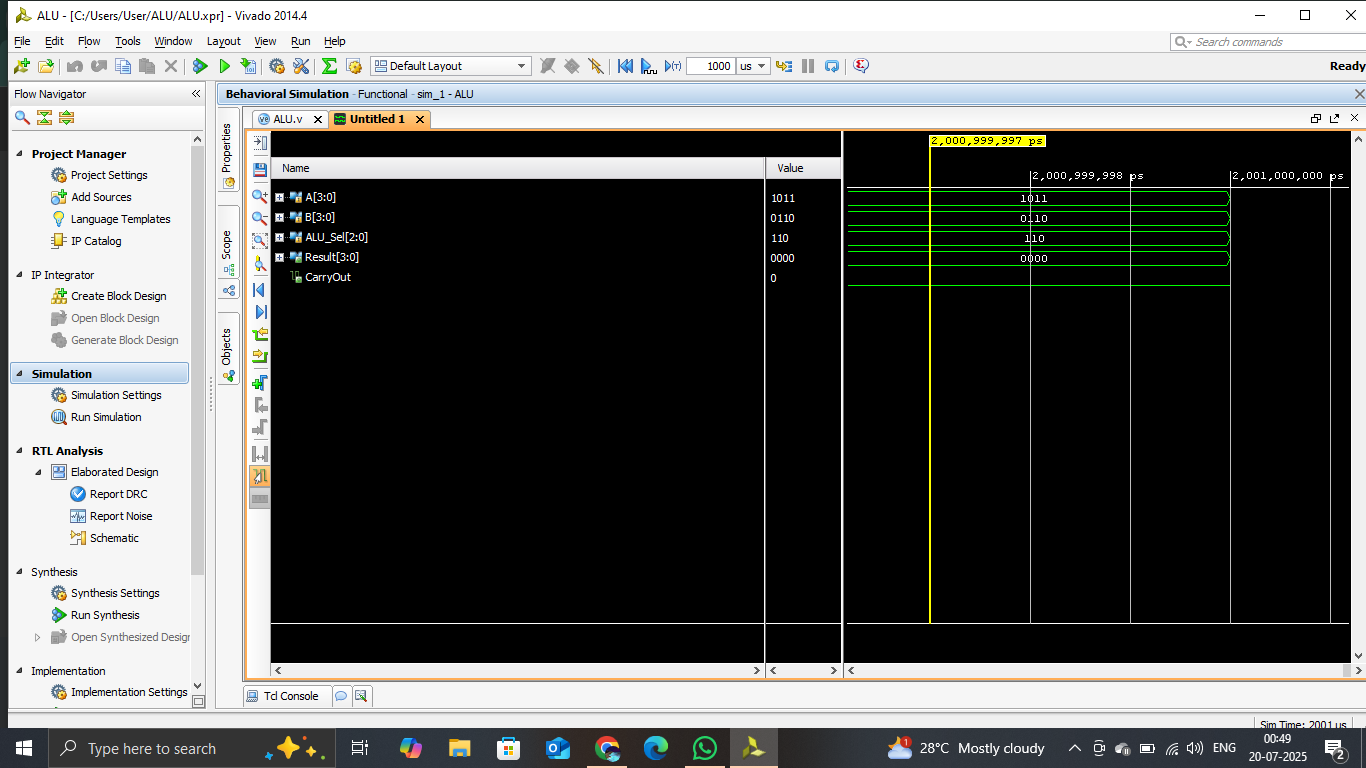 ALU - [C:/Users/User/ALU/ALU.xpr] - Vivado 2014.4
File Edit Flow Tools Window Layout View Run Help
Search commands
Default Layout
1000 us
Ready
Flow Navigator
Project Manager
Project Settings
Add Sources
Language Templates
IP Catalog
IP Integrator
Create Block Design
Open Block Design
Generate Block Design
Simulation
Simulation Settings
Run Simulation
RTL Analysis
Elaborated Design
Report DRC
Report Noise
Schematic
Synthesis
Synthesis Settings
Run Synthesis
Open Synthesized Design
Implementation
Implementation Settings
Behavioral Simulation - Functional - sim_1 - ALU
Properties
Scope
Objects
ALU.v
Untitled 1
Name Value
A[3:0] 1011
B[3:0] 0110
ALU_Sel[2:0] 110
Result[3:0] 0000
CarryOut 0
2,000,999,997 ps
2,000,999,998 ps 2,001,000,000 ps
1011
0110
110
0000
Tcl Console
Sim Time: 2001 us
Type here to search
1
28°C Mostly cloudy
ENG
00:49
20-07-2025
2